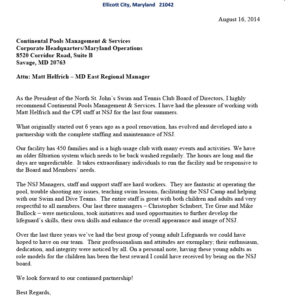 Ellicott City, Maryland 21042
August 16, 2014
Continental Pools Management & Services
Corporate Headquarters/Maryland Operations
8520 Corridor Road, Suite B
Savage, MD 20763
Attn: Matt Helfrich – MD East Regional Manager
As the President of the North St. John's Swim and Tennis Club Board of Directors, I highly
recommend Continental Pools Management & Services. I have had the pleasure of working with
Matt Helfrich and the CPI staff at NSJ for the last four summers.
What originally started out 6 years ago as a pool renovation, has evolved and developed into a
partnership with the complete staffing and maintenance of NSJ.
Our facility has 450 families and is a high usage club with many events and activities. We have
an older filtration system which needs to be back washed regularly. The hours are long and the
days are unpredictable. It takes extraordinary individuals to run the facility and be responsive to
the Board and Members' needs.
The NSJ Managers, staff and support staff are hard workers. They are fantastic at operating the
pool, trouble shooting any issues, teaching swim lessons, facilitating the NSJ Camp and helping
with our Swim and Dive Teams. The entire staff is great with both children and adults and very
respectful to all members. Our last three managers – Christopher Schubert, Tre Graz and Mike
Bullock – were meticulous, took initiatives and used opportunities to further develop the
lifeguard's skills, their own skills and enhance the overall appearance and image of NSJ.
Over the last three years we've had the best group of young adult Lifeguards we could have
hoped to have on our team. Their professionalism and attitudes are exemplary; their enthusiasm,
dedication, and integrity were noticed by all. On a personal note, having these young adults as
role models for the children has been the best reward I could have received by being on the NSJ
board.
We look forward to our continued partnership!
Best Regards,